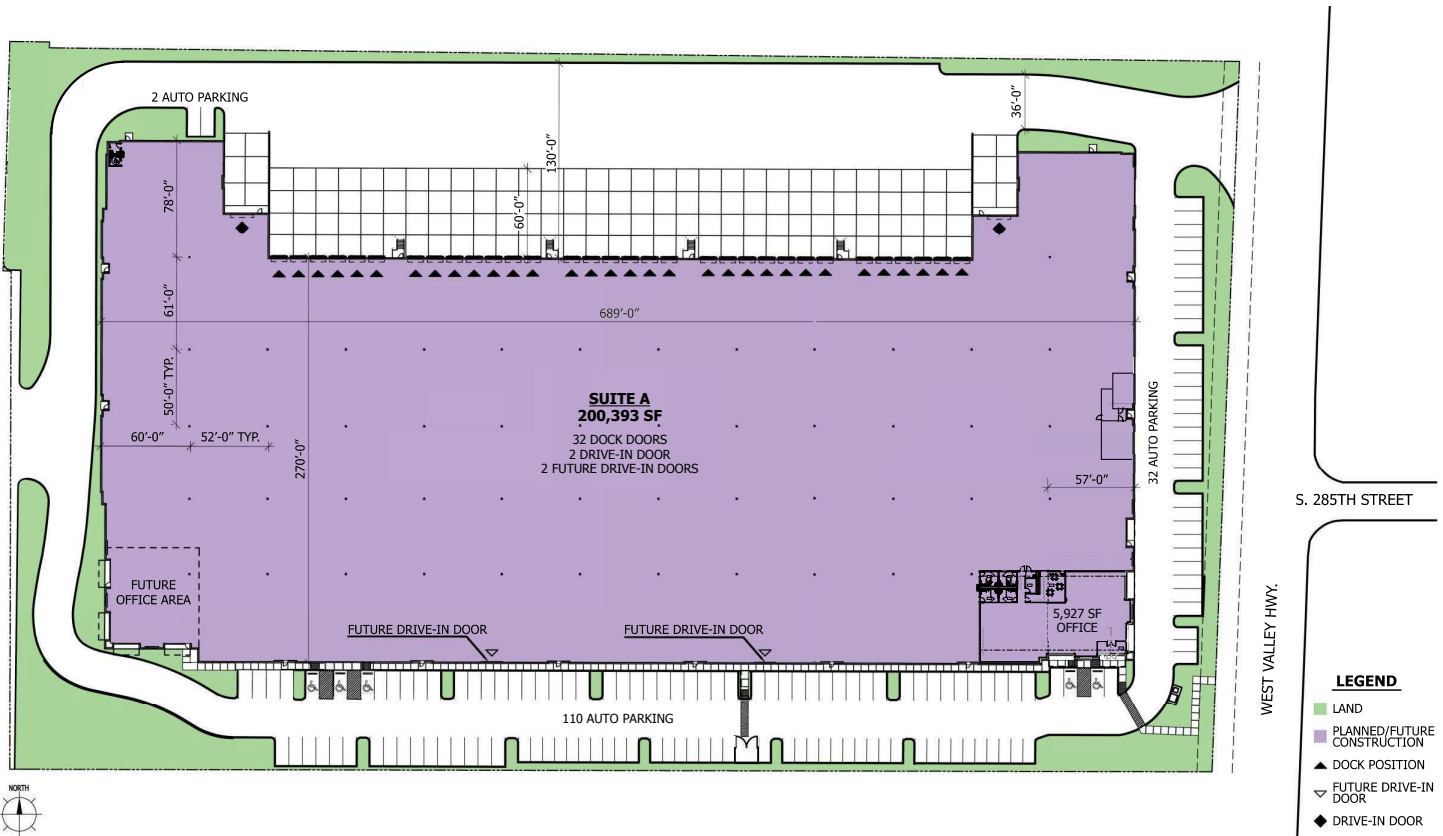 2 AUTO PARKING
36'-0"
130'-0"
78'-0"
60'-0"
61'-0"
689'-0"
50'-0" TYP.
SUITE A
200,393 SF
32 DOCK DOORS
2 DRIVE-IN DOOR
2 FUTURE DRIVE-IN DOORS
32 AUTO PARKING
60'-0"
52'-0" TYP.
270'-0"
57'-0"
S. 285TH STREET
FUTURE
OFFICE AREA
5,927 SF
OFFICE
FUTURE DRIVE-IN DOOR
FUTURE DRIVE-IN DOOR
WEST VALLEY HWY.
110 AUTO PARKING
LEGEND
LAND
PLANNED/FUTURE
CONSTRUCTION
DOCK POSITION
FUTURE DRIVE-IN
DOOR
DRIVE-IN DOOR
NORTH